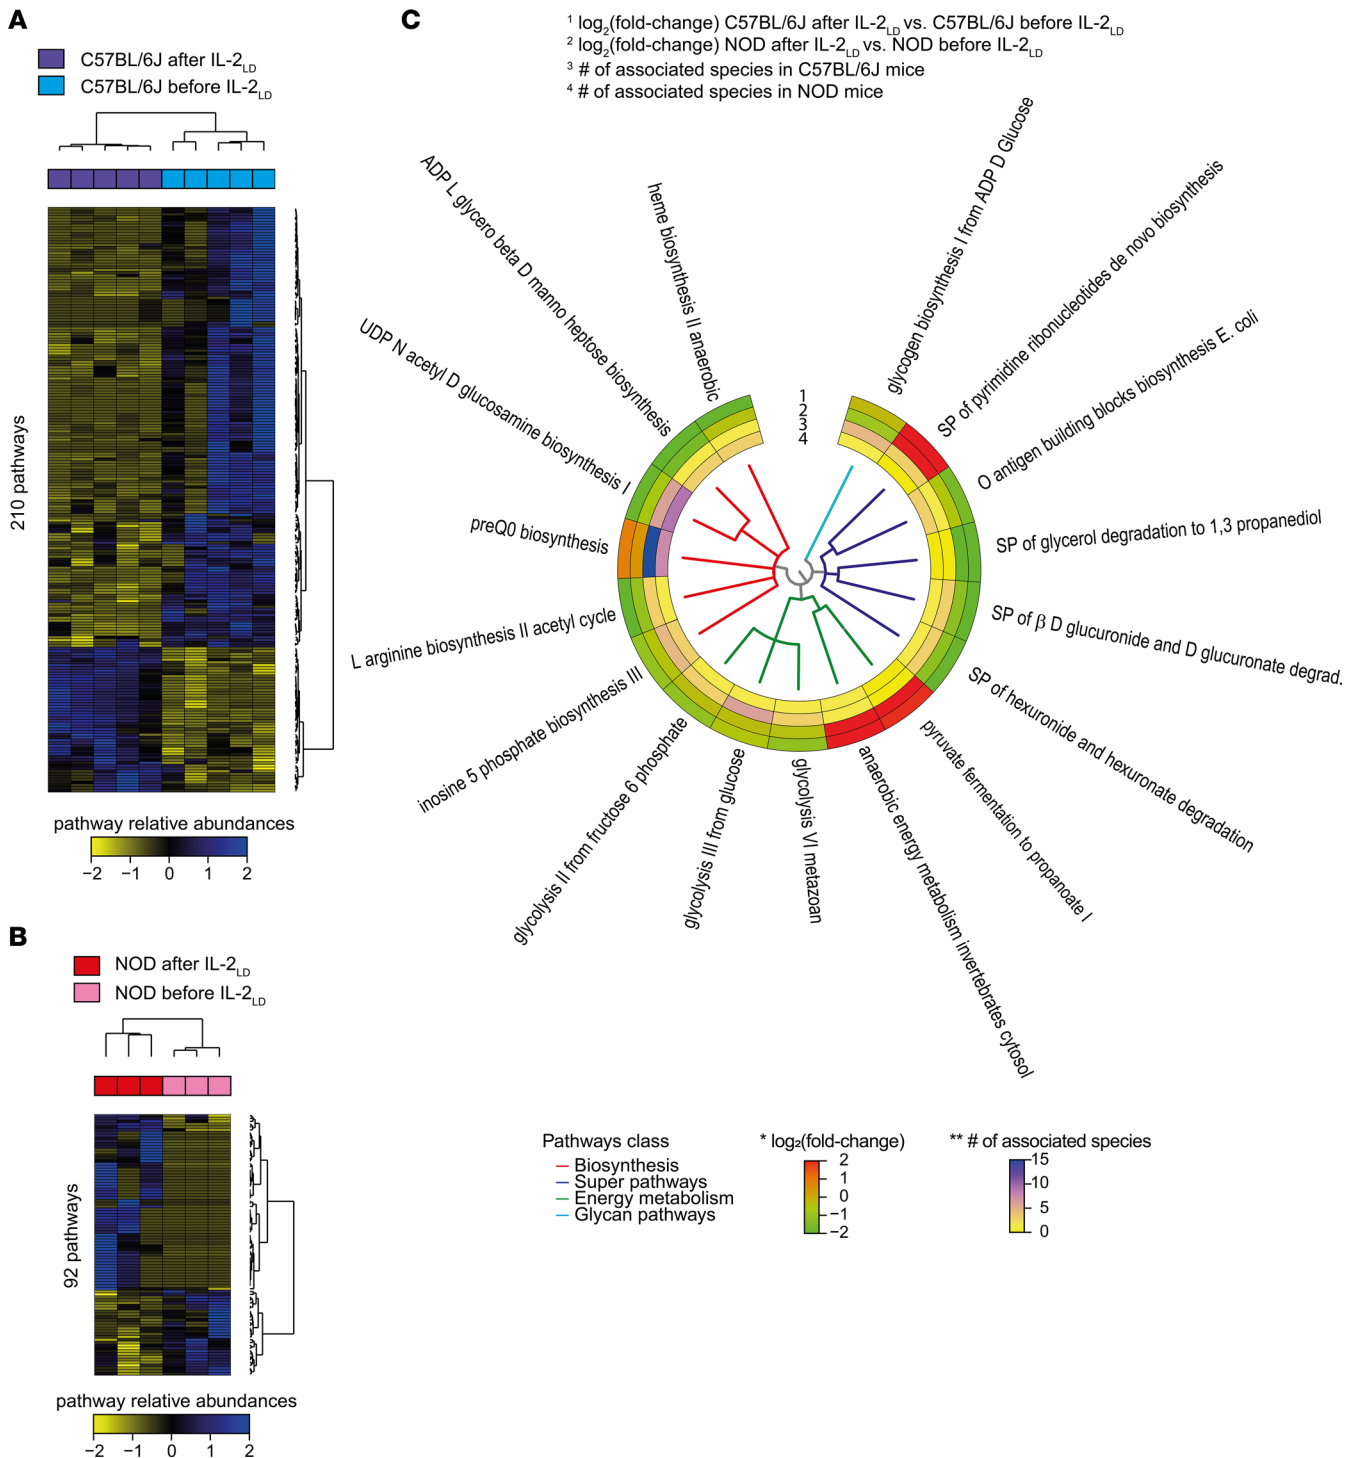 A
C57BL/6J after IL-2LD
C57BL/6J before IL-2LD
210 pathways
pathway relative abundances
−2 −1 0 1 2
B
NOD after IL-2LD
NOD before IL-2LD
92 pathways
pathway relative abundances
−2 −1 0 1 2
C
1 log2(fold-change) C57BL/6J after IL-2LD vs. C57BL/6J before IL-2LD
2 log2(fold-change) NOD after IL-2LD vs. NOD before IL-2LD
3 # of associated species in C57BL/6J mice
4 # of associated species in NOD mice
1
2
3
4
glycogen biosynthesis I from ADP D Glucose
SP of pyrimidine ribonucleotides de novo biosynthesis
O antigen building blocks biosynthesis E. coli
SP of glycerol degradation to 1,3 propanediol
SP of β D glucuronide and D glucuronate degrad.
SP of hexuronide and hexuronate degradation
pyruvate fermentation to propanoate I
anaerobic energy metabolism invertebrates cytosol
glycolysis VI metazoan
glycolysis III from glucose
glycolysis II from fructose 6 phosphate
inosine 5 phosphate biosynthesis III
L arginine biosynthesis II acetyl cycle
preQ0 biosynthesis
UDP N acetyl D glucosamine biosynthesis I
ADP L glycero beta D manno heptose biosynthesis
heme biosynthesis II anaerobic
Pathways class
Biosynthesis
Super pathways
Energy metabolism
Glycan pathways
* log2(fold-change)
2
1
0
−1
−2
** # of associated species
15
10
5
0